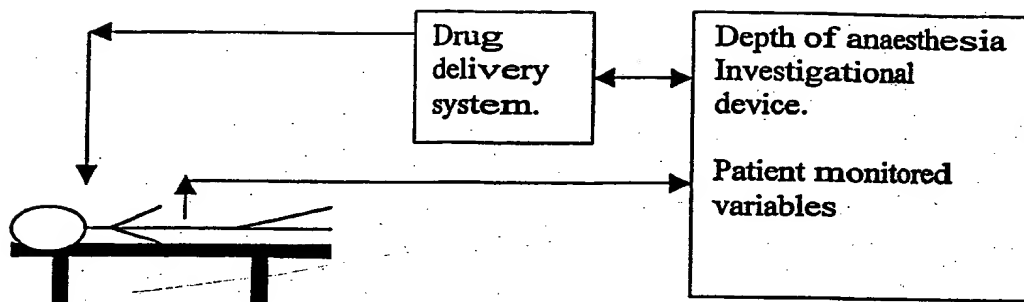 Drug
delivery
system.
Depth of anaesthesia
Investigational
device.
Patient monitored
variables